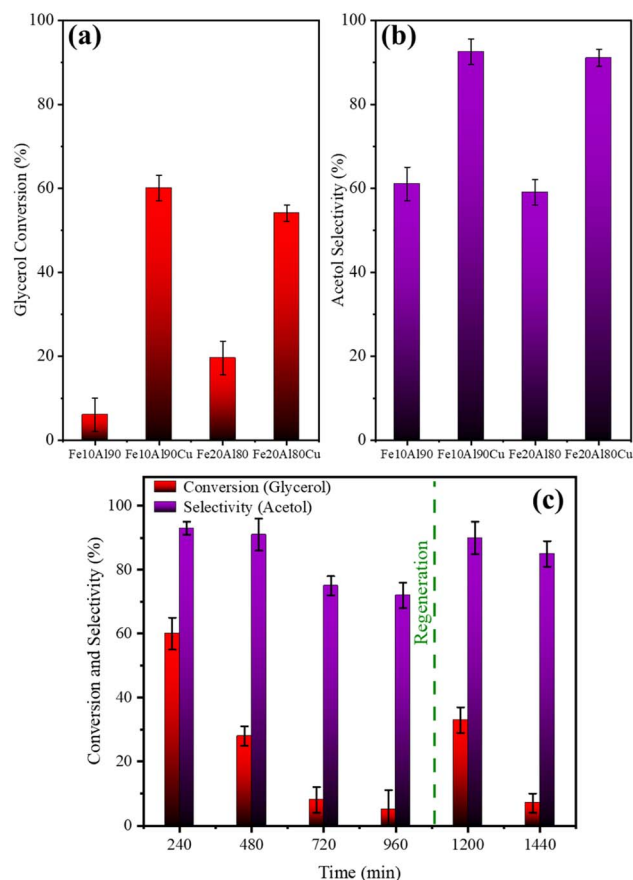 (a)
Glycerol Conversion (%)
100
80
60
40
20
0
Fe10Al90 Fe10Al90Cu Fe20Al80 Fe20Al80Cu
(b)
Acetol Selectivity (%)
100
80
60
40
20
0
Fe10Al90 Fe10Al90Cu Fe20Al80 Fe20Al80Cu
(c)
Conversion (Glycerol)
Selectivity (Acetol)
Regeneration
Conversion and Selectivity (%)
100
80
60
40
20
0
240 480 720 960 1200 1440
Time (min)